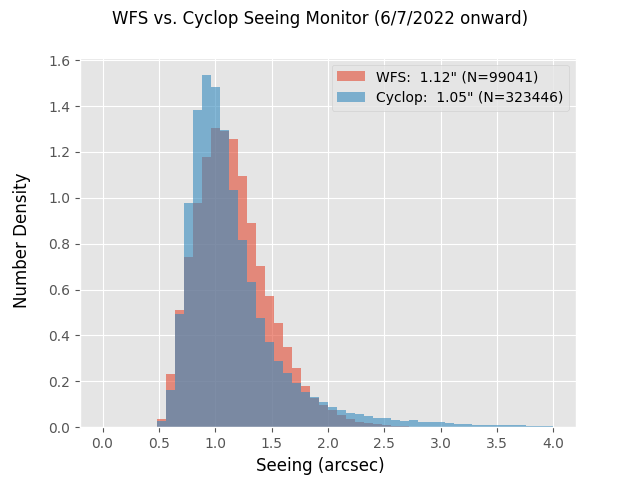 WFS vs. Cyclop Seeing Monitor (6/7/2022 onward)
WFS:  1.12" (N=99041)
Cyclop:  1.05" (N=323446)
1.6
1.4
1.2
1.0
0.8
0.6
0.4
0.2
0.0
Number Density
0.0 0.5 1.0 1.5 2.0 2.5 3.0 3.5 4.0
Seeing (arcsec)